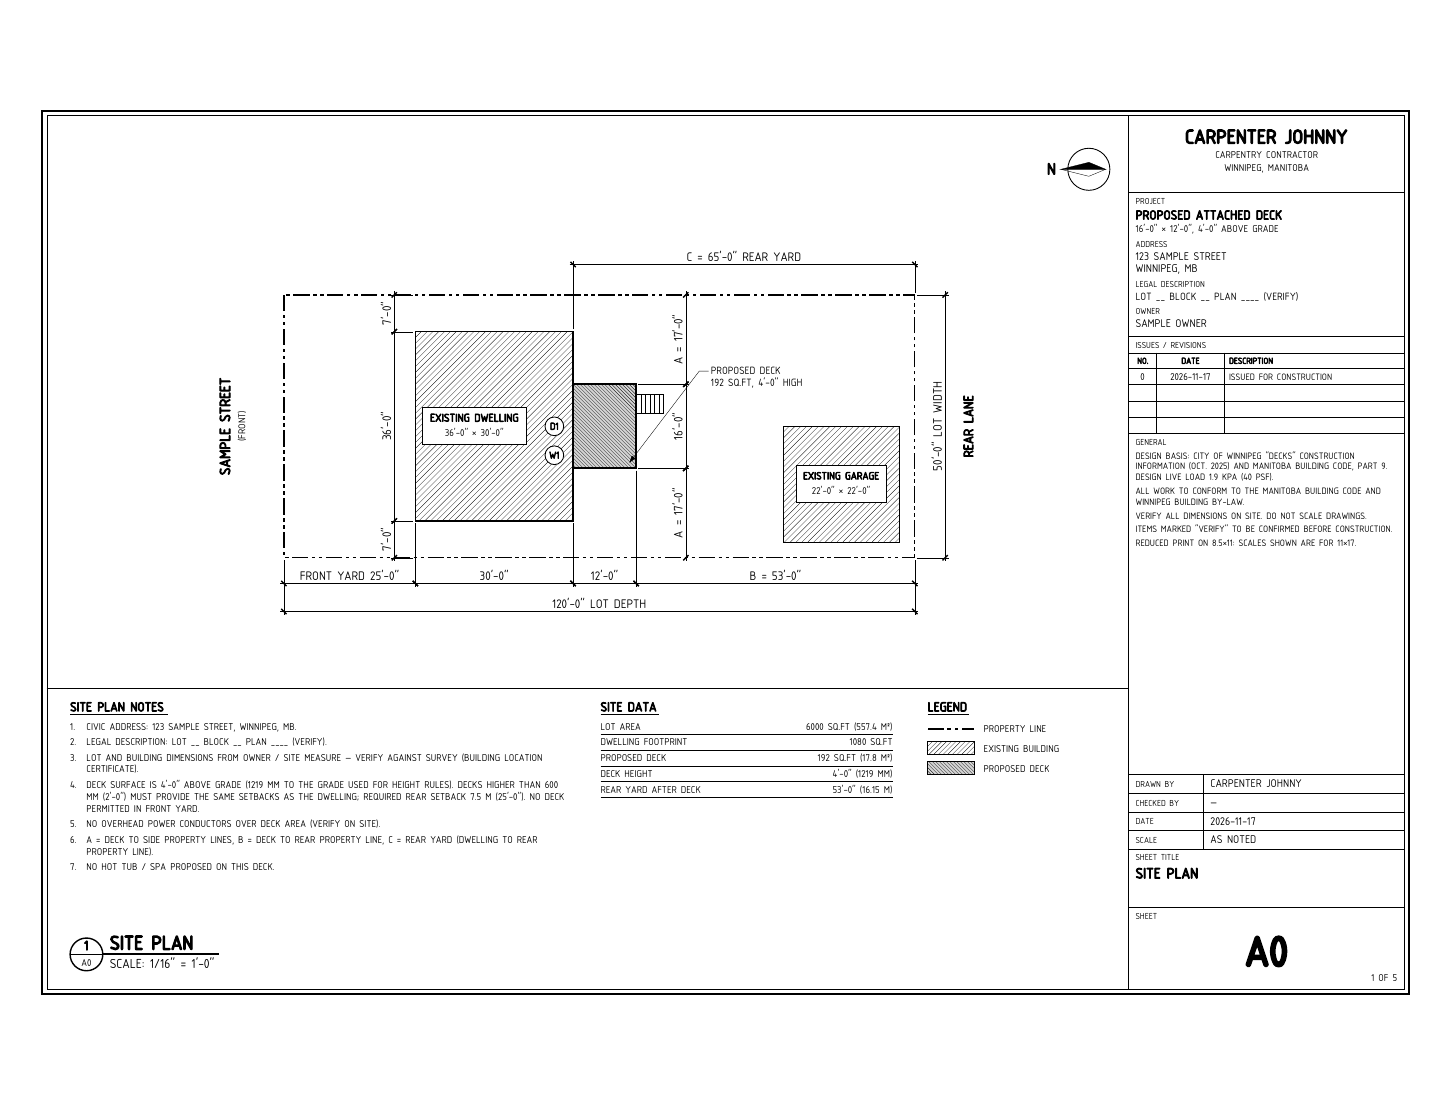 N
C = 65'-0" REAR YARD
7'-0"
A = 17'-0"
PROPOSED DECK
192 SQ.FT, 4'-0" HIGH
SAMPLE STREET
(FRONT)
36'-0"
EXISTING DWELLING
36'-0" × 30'-0"
D1
W1
16'-0"
50'-0" LOT WIDTH
REAR LANE
EXISTING GARAGE
22'-0" × 22'-0"
7'-0"
A = 17'-0"
FRONT YARD 25'-0"
30'-0"
12'-0"
B = 53'-0"
120'-0" LOT DEPTH
SITE PLAN NOTES
1. CIVIC ADDRESS: 123 SAMPLE STREET, WINNIPEG, MB.
2. LEGAL DESCRIPTION: LOT __ BLOCK __ PLAN ____ (VERIFY).
3. LOT AND BUILDING DIMENSIONS FROM OWNER / SITE MEASURE – VERIFY AGAINST SURVEY (BUILDING LOCATION
CERTIFICATE).
4. DECK SURFACE IS 4'-0" ABOVE GRADE (1219 MM TO THE GRADE USED FOR HEIGHT RULES). DECKS HIGHER THAN 600
MM (2'-0") MUST PROVIDE THE SAME SETBACKS AS THE DWELLING; REQUIRED REAR SETBACK 7.5 M (25'-0"). NO DECK
PERMITTED IN FRONT YARD.
5. NO OVERHEAD POWER CONDUCTORS OVER DECK AREA (VERIFY ON SITE).
6. A = DECK TO SIDE PROPERTY LINES, B = DECK TO REAR PROPERTY LINE, C = REAR YARD (DWELLING TO REAR
PROPERTY LINE).
7. NO HOT TUB / SPA PROPOSED ON THIS DECK.
SITE DATA
LOT AREA 6000 SQ.FT (557.4 M²)
DWELLING FOOTPRINT 1080 SQ.FT
PROPOSED DECK 192 SQ.FT (17.8 M²)
DECK HEIGHT 4'-0" (1219 MM)
REAR YARD AFTER DECK 53'-0" (16.15 M)
LEGEND
PROPERTY LINE
EXISTING BUILDING
PROPOSED DECK
1
A0
SITE PLAN
SCALE: 1/16" = 1'-0"
CARPENTER JOHNNY
CARPENTRY CONTRACTOR
WINNIPEG, MANITOBA
PROJECT
PROPOSED ATTACHED DECK
16'-0" × 12'-0", 4'-0" ABOVE GRADE
ADDRESS
123 SAMPLE STREET
WINNIPEG, MB
LEGAL DESCRIPTION
LOT __ BLOCK __ PLAN ____ (VERIFY)
OWNER
SAMPLE OWNER
ISSUES / REVISIONS
NO. DATE DESCRIPTION
0 2026-11-17 ISSUED FOR CONSTRUCTION
GENERAL
DESIGN BASIS: CITY OF WINNIPEG "DECKS" CONSTRUCTION
INFORMATION (OCT. 2025) AND MANITOBA BUILDING CODE, PART 9.
DESIGN LIVE LOAD 1.9 KPA (40 PSF).
ALL WORK TO CONFORM TO THE MANITOBA BUILDING CODE AND
WINNIPEG BUILDING BY-LAW.
VERIFY ALL DIMENSIONS ON SITE. DO NOT SCALE DRAWINGS.
ITEMS MARKED "VERIFY" TO BE CONFIRMED BEFORE CONSTRUCTION.
REDUCED PRINT ON 8.5×11: SCALES SHOWN ARE FOR 11×17.
DRAWN BY CARPENTER JOHNNY
CHECKED BY –
DATE 2026-11-17
SCALE AS NOTED
SHEET TITLE
SITE PLAN
SHEET
A0
1 OF 5